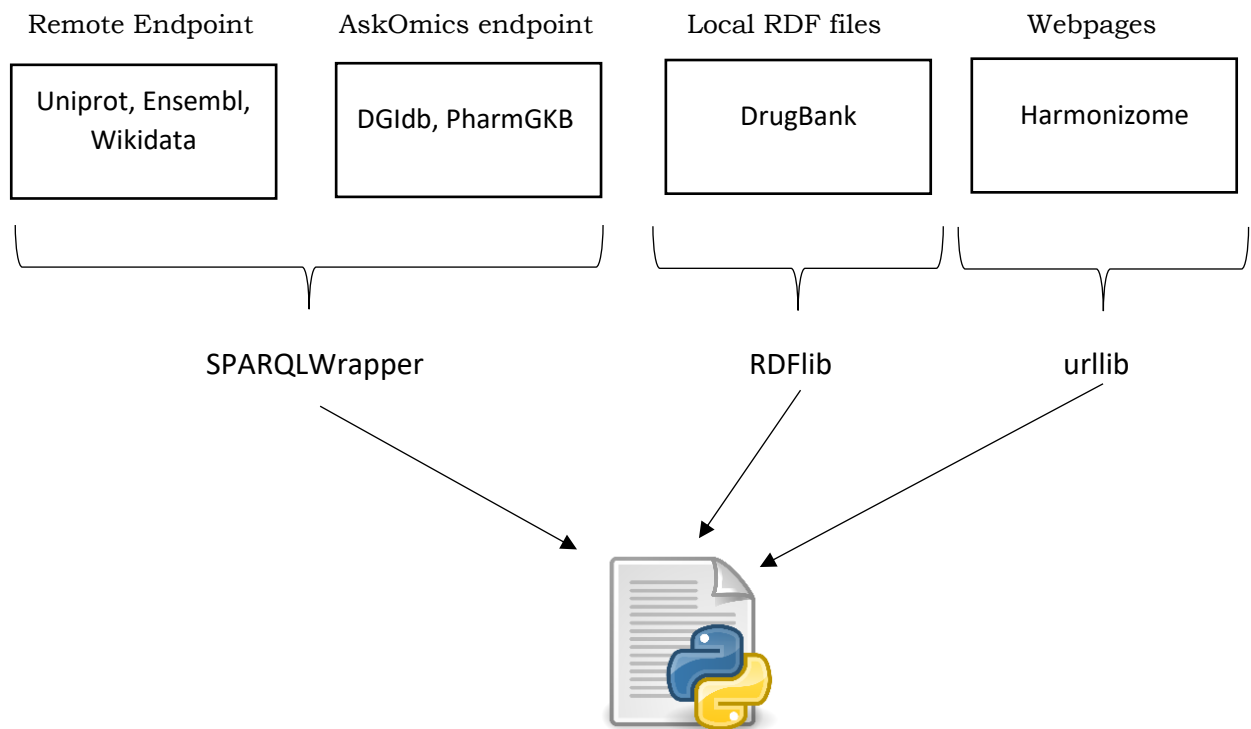 Remote Endpoint
AskOmics endpoint
Local RDF files
Webpages
Uniprot, Ensembl,
Wikidata
DGIdb, PharmGKB
DrugBank
Harmonizome
SPARQLWrapper
RDFlib
urllib